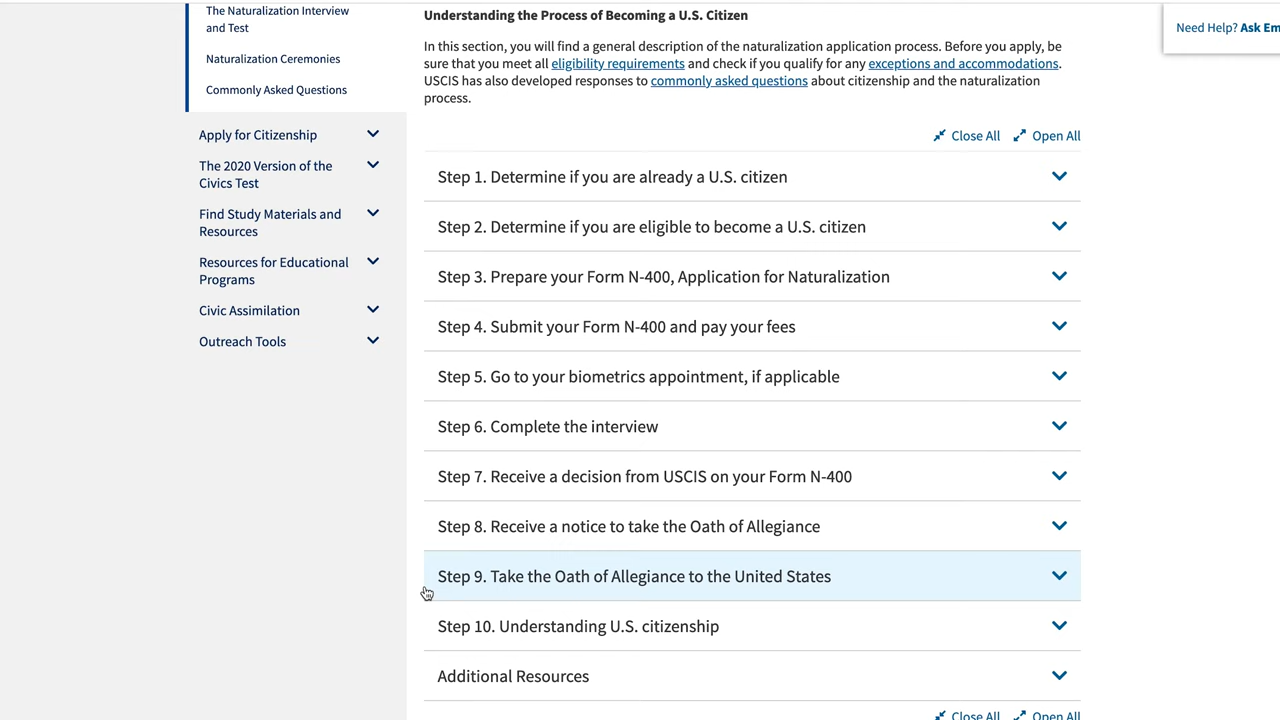 The Naturalization Interview
and Test
Naturalization Ceremonies
Commonly Asked Questions
Apply for Citizenship
The 2020 Version of the
Civics Test
Find Study Materials and
Resources
Resources for Educational
Programs
Civic Assimilation
Outreach Tools
Understanding the Process of Becoming a U.S. Citizen
In this section, you will find a general description of the naturalization application process. Before you apply, be
sure that you meet all eligibility requirements and check if you qualify for any exceptions and accommodations.
USCIS has also developed responses to commonly asked questions about citizenship and the naturalization
process.
Close All Open All
Step 1. Determine if you are already a U.S. citizen
Step 2. Determine if you are eligible to become a U.S. citizen
Step 3. Prepare your Form N-400, Application for Naturalization
Step 4. Submit your Form N-400 and pay your fees
Step 5. Go to your biometrics appointment, if applicable
Step 6. Complete the interview
Step 7. Receive a decision from USCIS on your Form N-400
Step 8. Receive a notice to take the Oath of Allegiance
Step 9. Take the Oath of Allegiance to the United States
Step 10. Understanding U.S. citizenship
Additional Resources
Close All Open All
Need Help? Ask Em